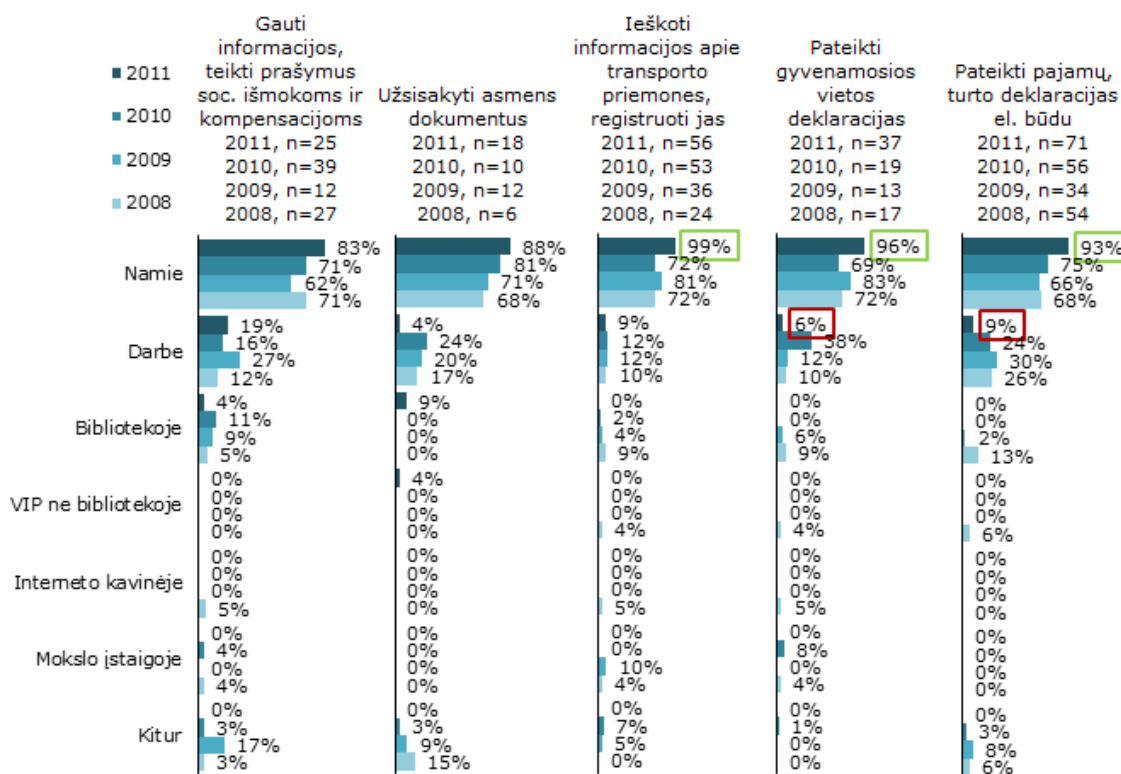 2011
2010
2009
2008
Gauti
informacijos,
teikti prašymus
soc. išmokoms ir
kompensacijoms
2011, n=25
2010, n=39
2009, n=12
2008, n=27
Užsisakyti asmens
dokumentus
2011, n=18
2010, n=10
2009, n=12
2008, n=6
Ieškoti
informacijos apie
transporto
priemones,
registruoti jas
2011, n=56
2010, n=53
2009, n=36
2008, n=24
Pateikti
gyvenamosios
vietos
deklaracijas
2011, n=37
2010, n=19
2009, n=13
2008, n=17
Pateikti pajamų,
turto deklaracijas
el. būdu
2011, n=71
2010, n=56
2009, n=34
2008, n=54
Namie
83% 88% 99% 96% 93%
71% 81% 72% 69% 75%
62% 71% 81% 83% 66%
71% 68% 72% 72% 68%
Darbe
19% 4% 9% 6% 9%
16% 24% 12% 38% 24%
27% 20% 12% 12% 30%
12% 17% 10% 10% 26%
Bibliotekoje
4% 9% 0% 0% 0%
11% 0% 2% 0% 0%
9% 0% 4% 6% 2%
5% 0% 9% 9% 13%
VIP ne bibliotekoje
0% 4% 0% 0% 0%
0% 0% 0% 0% 0%
0% 0% 0% 0% 0%
0% 0% 4% 4% 6%
Interneto kavinėje
0% 0% 0% 0% 0%
0% 0% 0% 0% 0%
0% 0% 0% 0% 0%
5% 0% 5% 5% 0%
Mokslo įstaigoje
0% 0% 0% 0% 0%
4% 0% 0% 8% 0%
0% 0% 10% 0% 0%
4% 0% 4% 4% 0%
Kitur
0% 0% 0% 0% 0%
3% 3% 7% 1% 3%
17% 9% 5% 0% 8%
3% 15% 0% 0% 6%